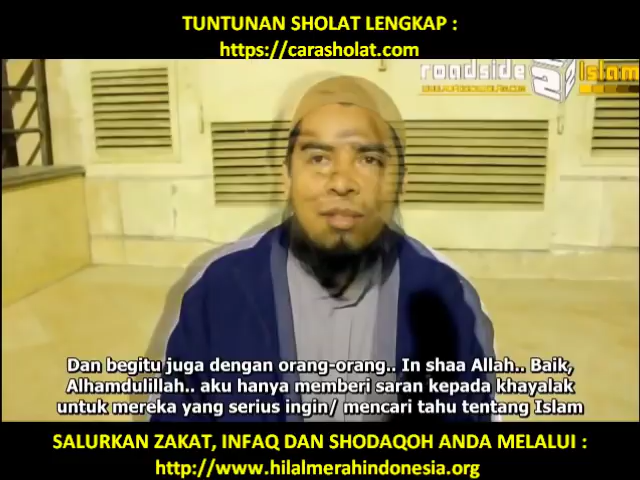 TUNTUNAN SHOLAT LENGKAP :
https://carasholat.com
roadside 2 Islam
Dan begitu juga dengan orang-orang.. In shaa Allah.. Baik,
Alhamdulillah.. aku hanya memberi saran kepada khayalak
untuk mereka yang serius ingin/ mencari tahu tentang Islam
SALURKAN ZAKAT, INFAQ DAN SHODAQOH ANDA MELALUI :
http://www.hilalmerahindonesia.org